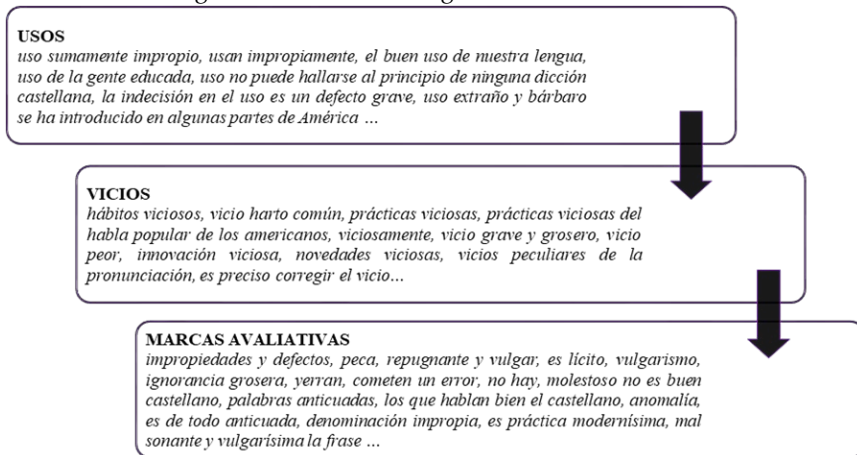 USOS
uso sumamente impropio, usan impropiamente, el buen uso de nuestra lengua,
uso de la gente educada, uso no puede hallarse al principio de ninguna dicción
castellana, la indecisión en el uso es un defecto grave, uso extraño y bárbaro
se ha introducido en algunas partes de América ...
VICIOS
hábitos viciosos, vicio harto común, prácticas viciosas, prácticas viciosas del
habla popular de los americanos, viciosamente, vicio grave y grosero, vicio
peor, innovación viciosa, novedades viciosas, vicios peculiares de la
pronunciación, es preciso corregir el vicio...
MARCAS AVALIATIVAS
impropiedades y defectos, peca, repugnante y vulgar, es lícito, vulgarismo,
ignorancia grosera, yerran, cometen un error, no hay, molestoso no es buen
castellano, palabras anticuadas, los que hablan bien el castellano, anomalía,
es de todo anticuada, denominación impropia, es práctica modernísima, mal
sonante y vulgarísima la frase ...